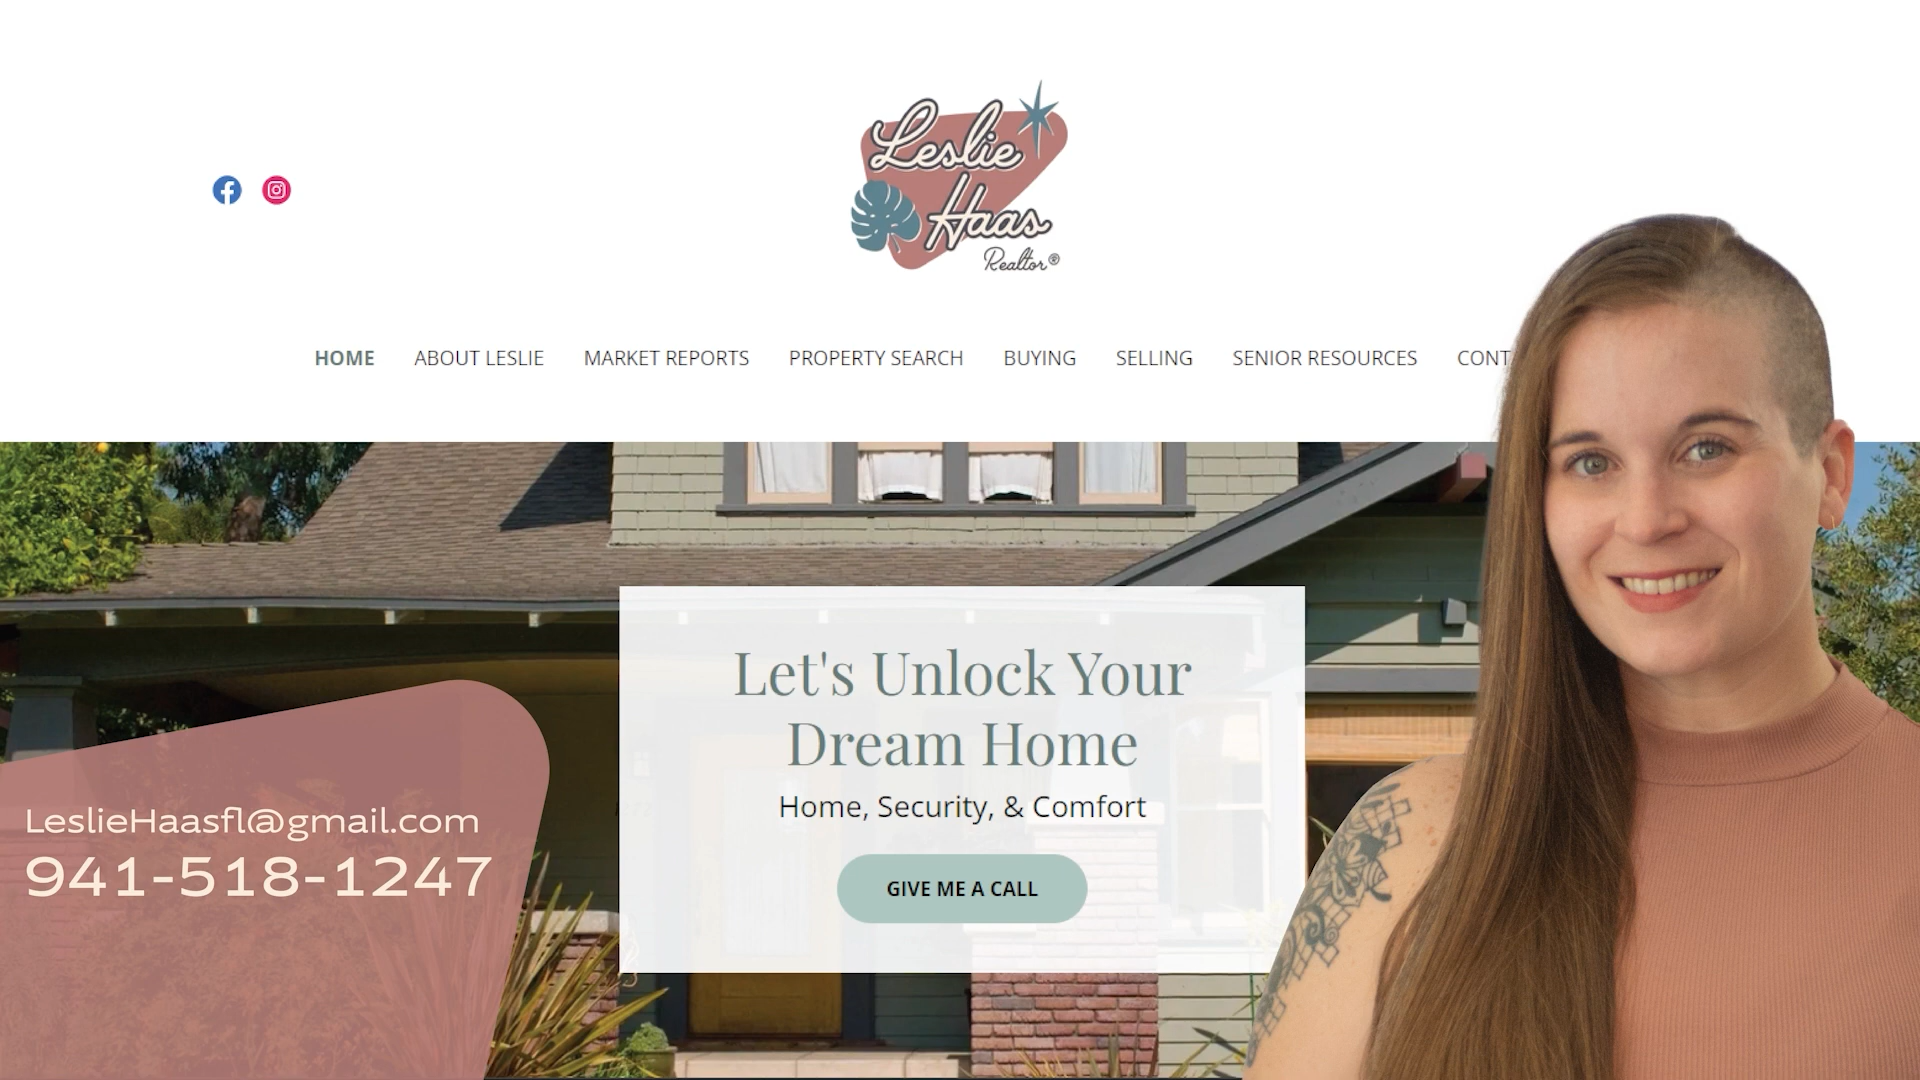 Leslie
Haas
Realtor®
HOME ABOUT LESLIE MARKET REPORTS PROPERTY SEARCH BUYING SELLING SENIOR RESOURCES CONT
Let's Unlock Your
Dream Home
Home, Security, & Comfort
GIVE ME A CALL
LeslieHaasfl@gmail.com
941-518-1247